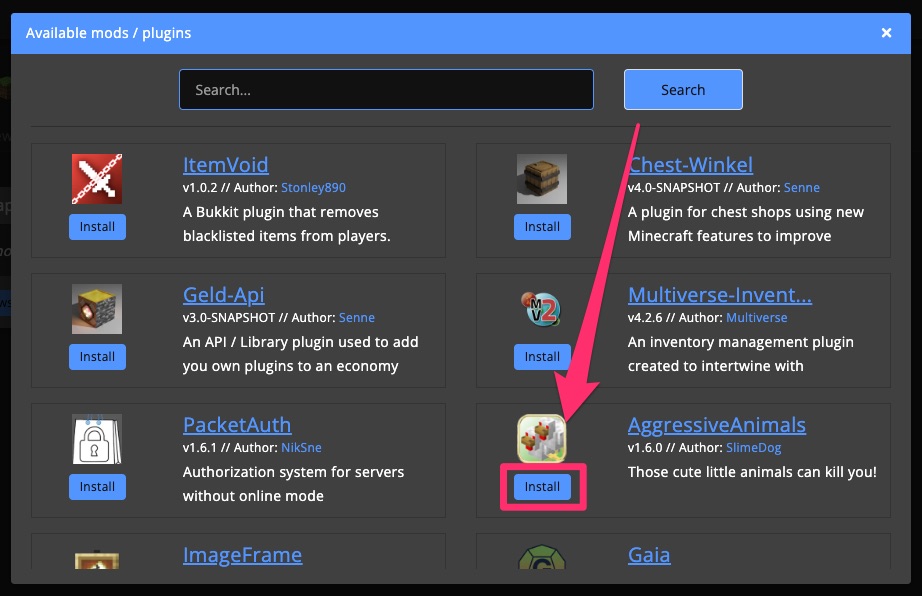 Available mods / plugins ×
Search... Search
ItemVoid
v1.0.2 // Author: Stonley890
Install
A Bukkit plugin that removes
blacklisted items from players.
Chest-Winkel
v4.0-SNAPSHOT // Author: Senne
Install
A plugin for chest shops using new
Minecraft features to improve
Geld-Api
v3.0-SNAPSHOT // Author: Senne
Install
An API / Library plugin used to add
you own plugins to an economy
Multiverse-Invent...
v4.2.6 // Author: Multiverse
MV2
Install
An inventory management plugin
created to intertwine with
PacketAuth
v1.6.1 // Author: NikSne
Install
Authorization system for servers
without online mode
AggressiveAnimals
v1.6.0 // Author: SlimeDog
Install
Those cute little animals can kill you!
ImageFrame
Gaia
G